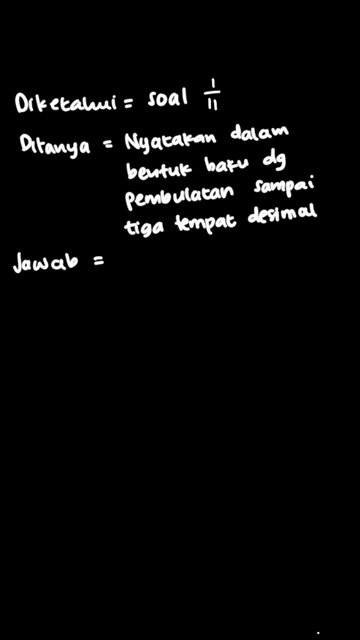 Diketahui = soal 1/11
Ditanya = Nyatakan dalam
bentuk baku dg
pembulatan sampai
tiga tempat desimal
Jawab =